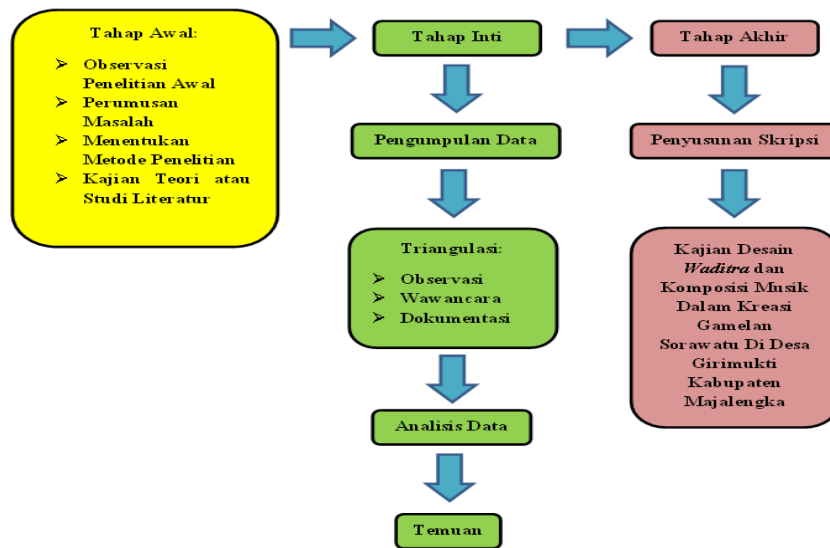 Tahap Awal:
➢ Observasi
Penelitian Awal
➢ Perumusan
Masalah
➢ Menentukan
Metode Penelitian
➢ Kajian Teori atau
Studi Literatur
Tahap Inti
Pengumpulan Data
Triangulasi:
➢ Observasi
➢ Wawancara
➢ Dokumentasi
Analisis Data
Temuan
Tahap Akhir
Penyusunan Skripsi
Kajian Desain
Waditra dan
Komposisi Musik
Dalam Kreasi
Gamelan
Sorawatu Di Desa
Girimukti
Kabupaten
Majalengka